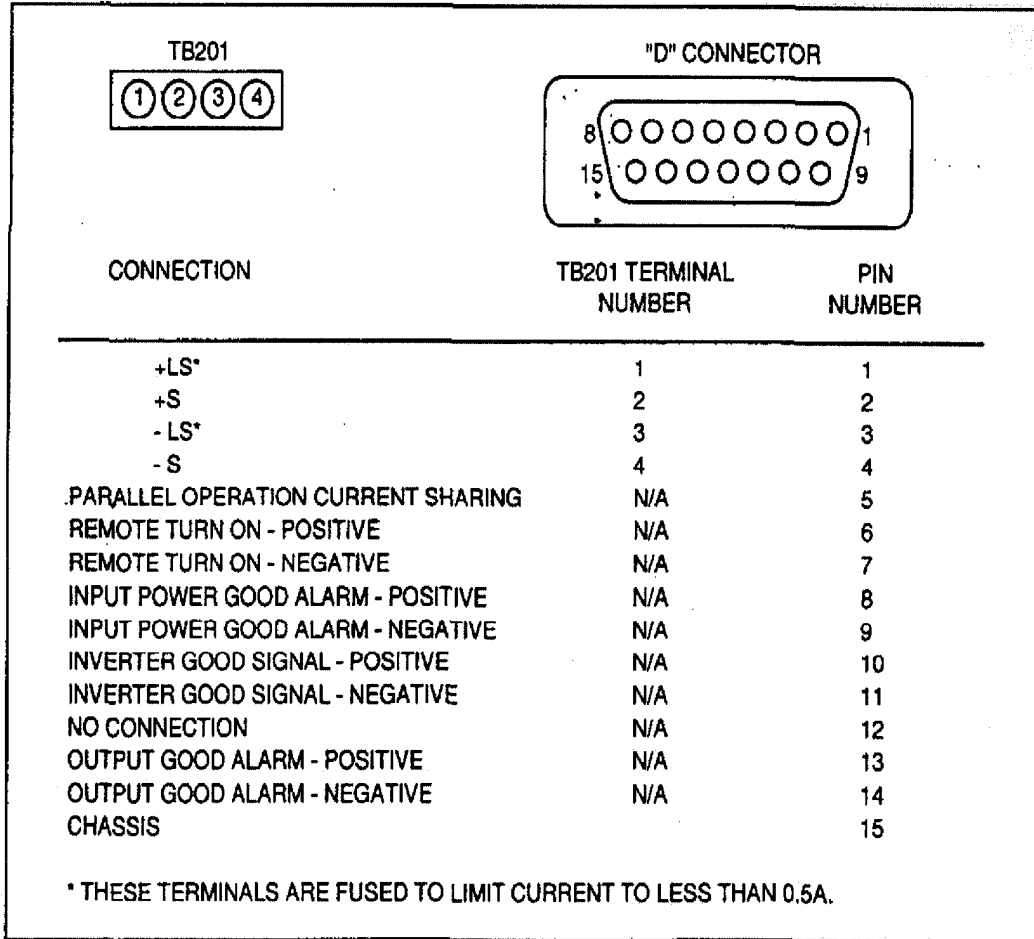 TB201
"D" CONNECTOR
1 2 3 4
8 1
15 9
CONNECTION TB201 TERMINAL NUMBER PIN NUMBER
+LS* 1 1
+S 2 2
- LS* 3 3
- S 4 4
PARALLEL OPERATION CURRENT SHARING N/A 5
REMOTE TURN ON - POSITIVE N/A 6
REMOTE TURN ON - NEGATIVE N/A 7
INPUT POWER GOOD ALARM - POSITIVE N/A 8
INPUT POWER GOOD ALARM - NEGATIVE N/A 9
INVERTER GOOD SIGNAL - POSITIVE N/A 10
INVERTER GOOD SIGNAL - NEGATIVE N/A 11
NO CONNECTION N/A 12
OUTPUT GOOD ALARM - POSITIVE N/A 13
OUTPUT GOOD ALARM - NEGATIVE N/A 14
CHASSIS 15
* THESE TERMINALS ARE FUSED TO LIMIT CURRENT TO LESS THAN 0.5A.